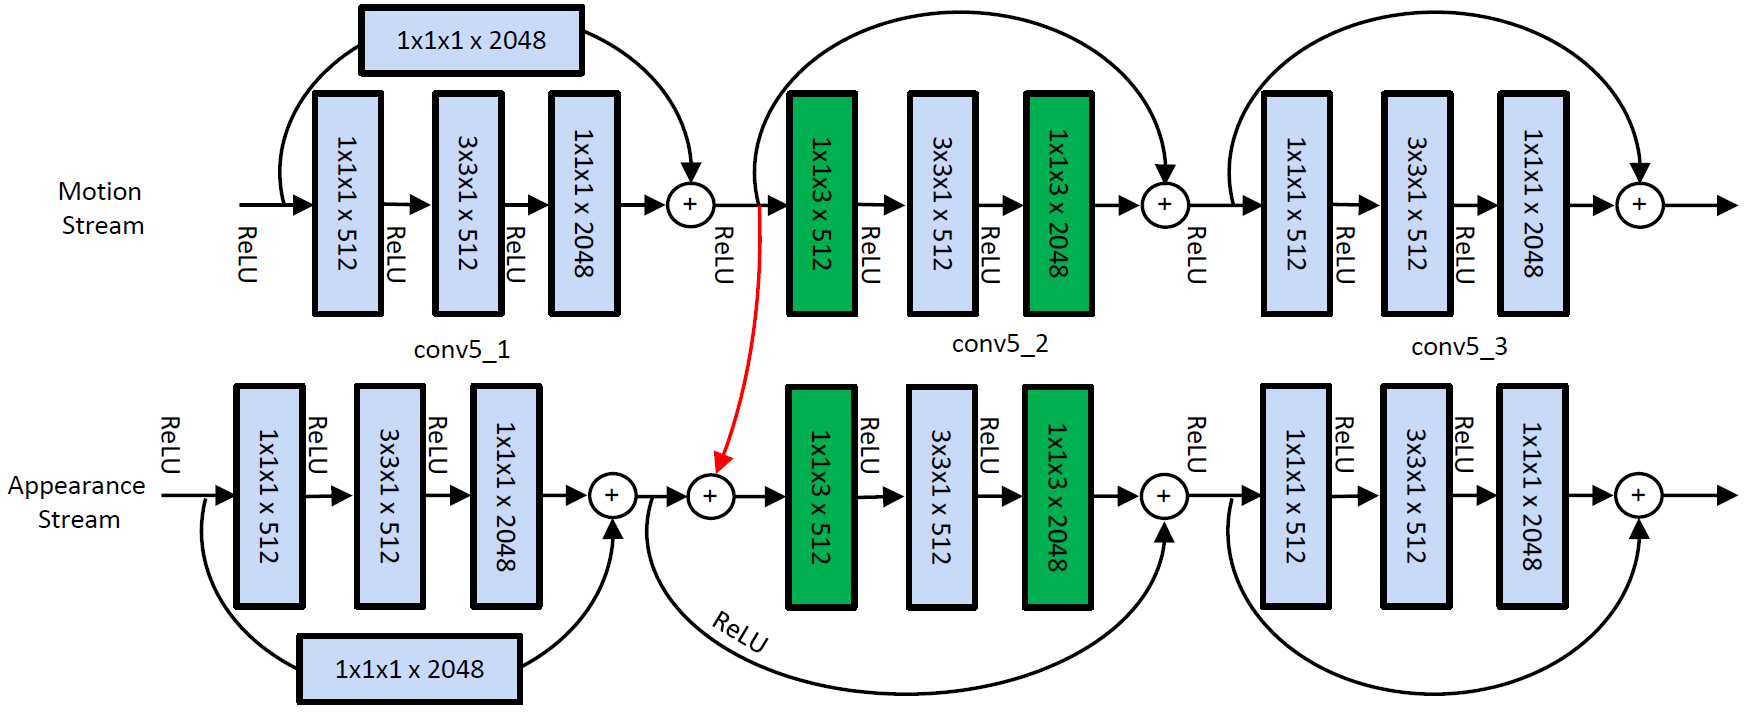 1x1x1 x 2048
Motion
Stream
ReLU
1x1x1 x 512
ReLU
3x3x1 x 512
ReLU
1x1x1 x 2048
+
ReLU
1x1x3 x 512
ReLU
3x3x1 x 512
ReLU
1x1x3 x 2048
+
ReLU
1x1x1 x 512
ReLU
3x3x1 x 512
ReLU
1x1x1 x 2048
+
conv5_1
conv5_2
conv5_3
Appearance
Stream
ReLU
1x1x1 x 512
ReLU
3x3x1 x 512
ReLU
1x1x1 x 2048
+
+
1x1x3 x 512
ReLU
3x3x1 x 512
ReLU
1x1x3 x 2048
+
ReLU
1x1x1 x 512
ReLU
3x3x1 x 512
ReLU
1x1x1 x 2048
+
ReLU
1x1x1 x 2048